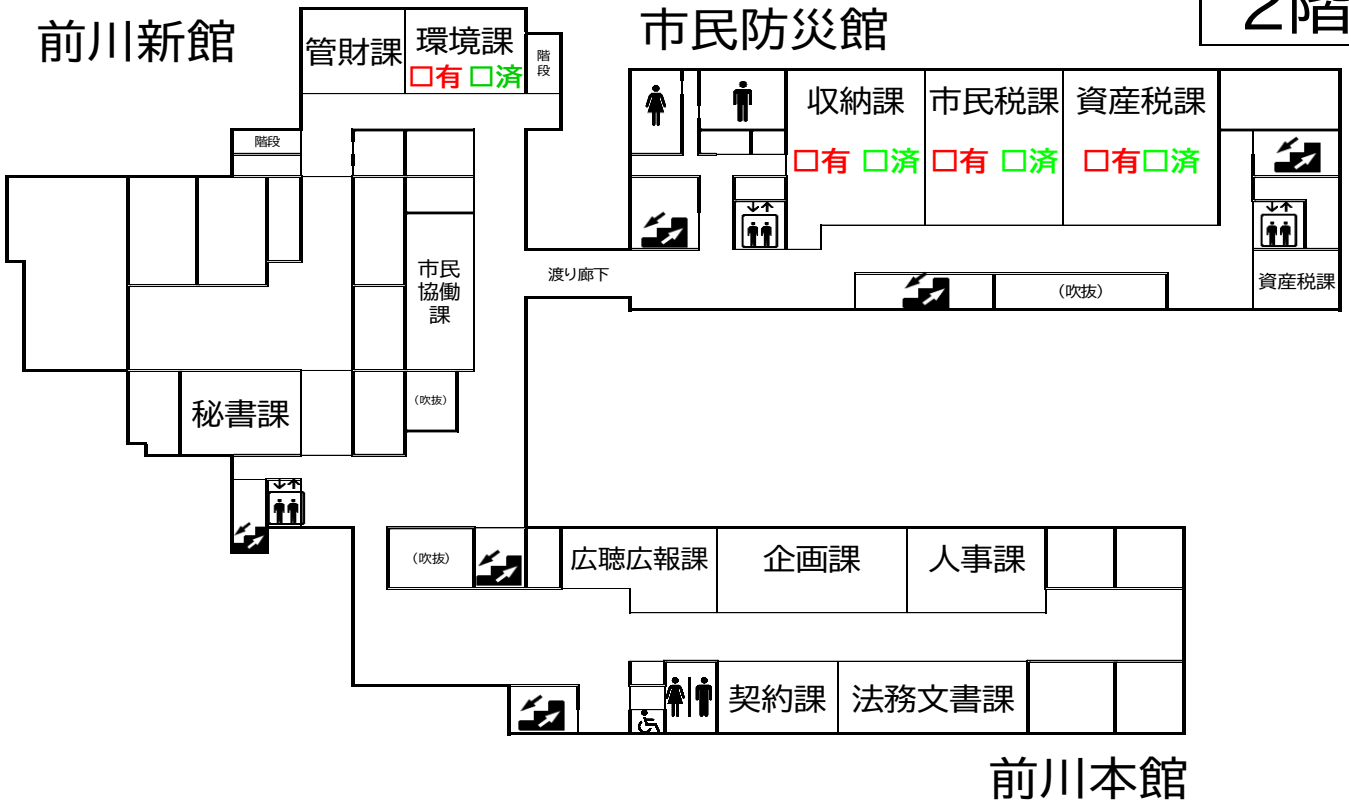 前川新館
市民防災館
2階
管財課
環境課
□有 □済
階段
階段
収納課
市民税課
資産税課
□有 □済
□有 □済
□有□済
市民
協働
課
渡り廊下
(吹抜)
資産税課
秘書課
(吹抜)
(吹抜)
広聴広報課
企画課
人事課
契約課
法務文書課
前川本館